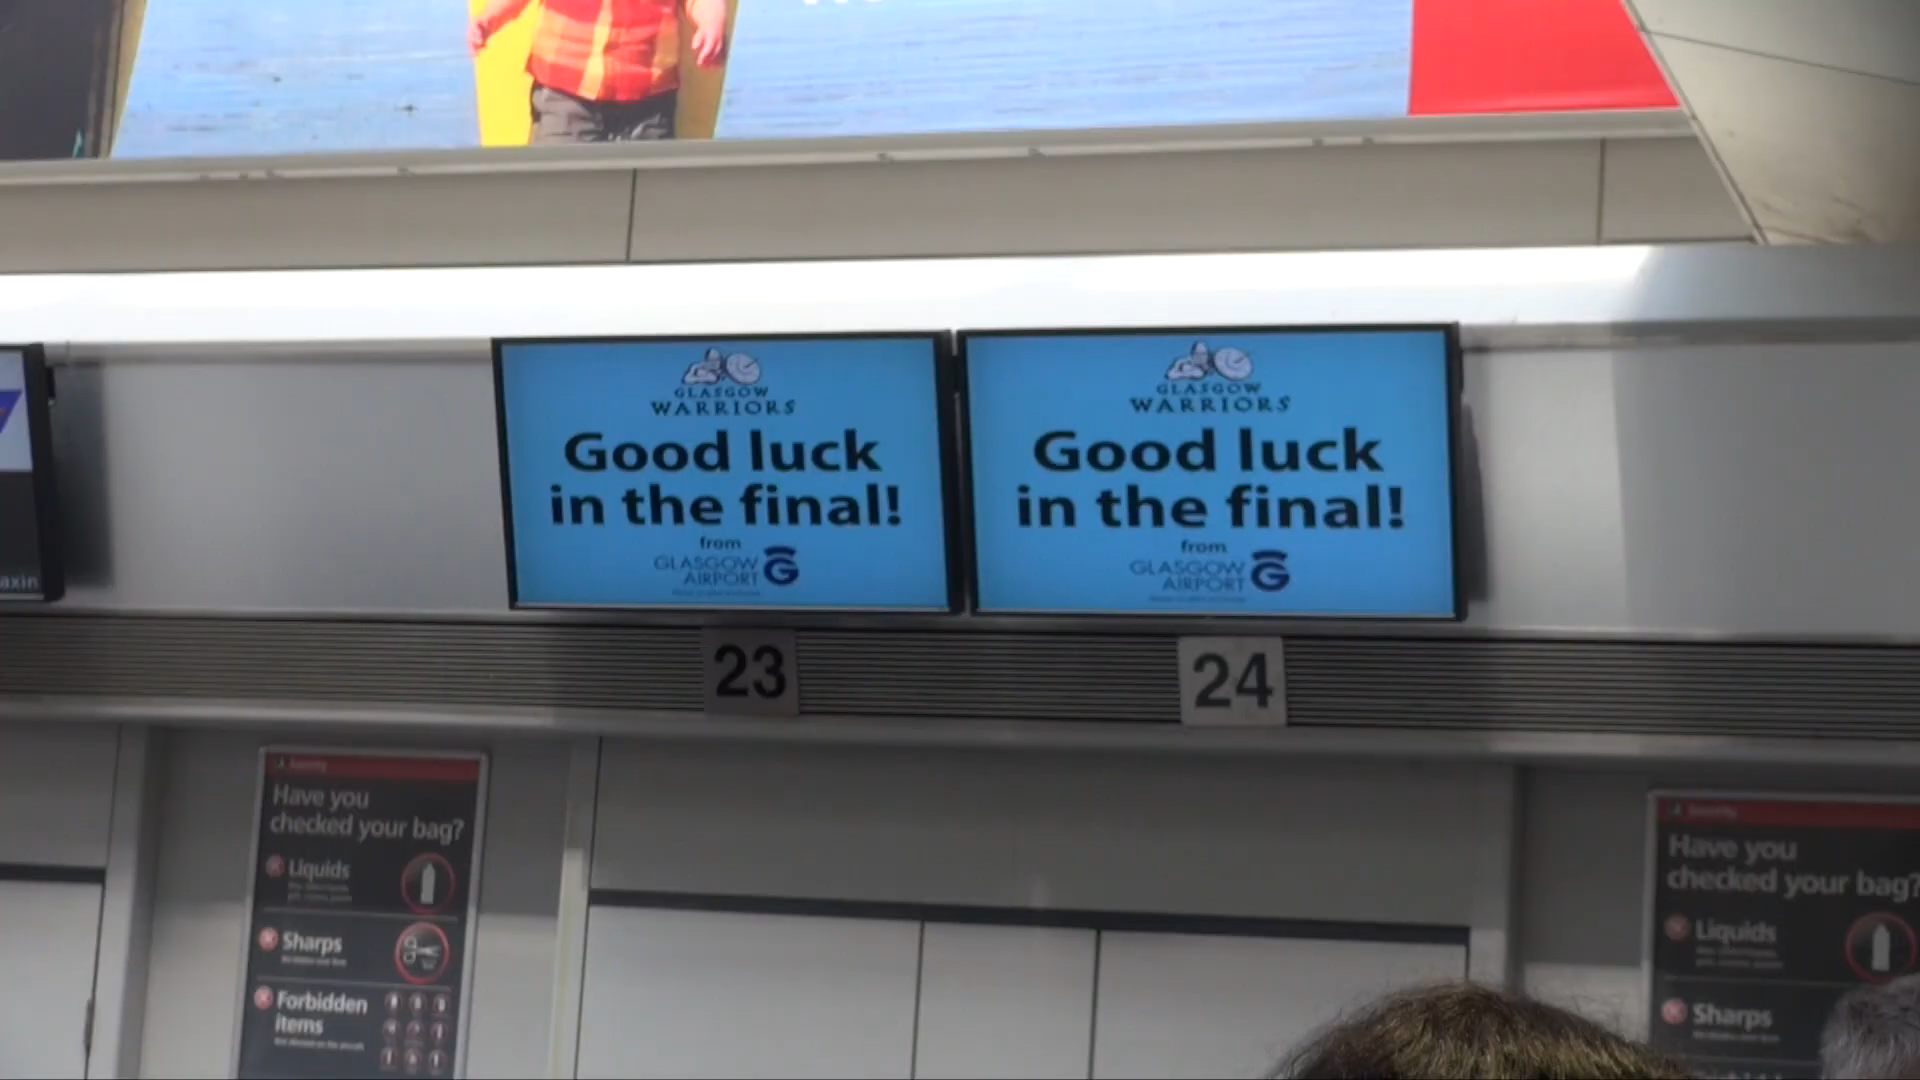 GLASGOW
WARRIORS
Good luck
in the final!
from
GLASGOW
AIRPORT
GLASGOW
WARRIORS
Good luck
in the final!
from
GLASGOW
AIRPORT
axin
23
24
Have you
checked your bag?
Liquids
Sharps
Forbidden
items
Have you
checked your bag?
Liquids
Sharps